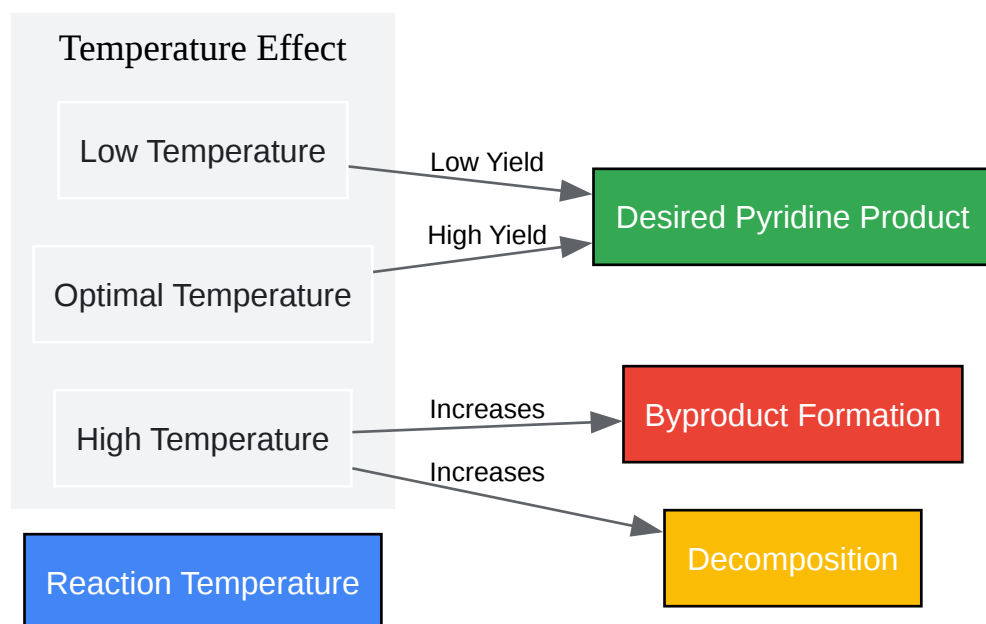 Temperature Effect
Low Temperature
Low Yield
Desired Pyridine Product
High Yield
Optimal Temperature
High Temperature
Increases
Byproduct Formation
Increases
Decomposition
Reaction Temperature